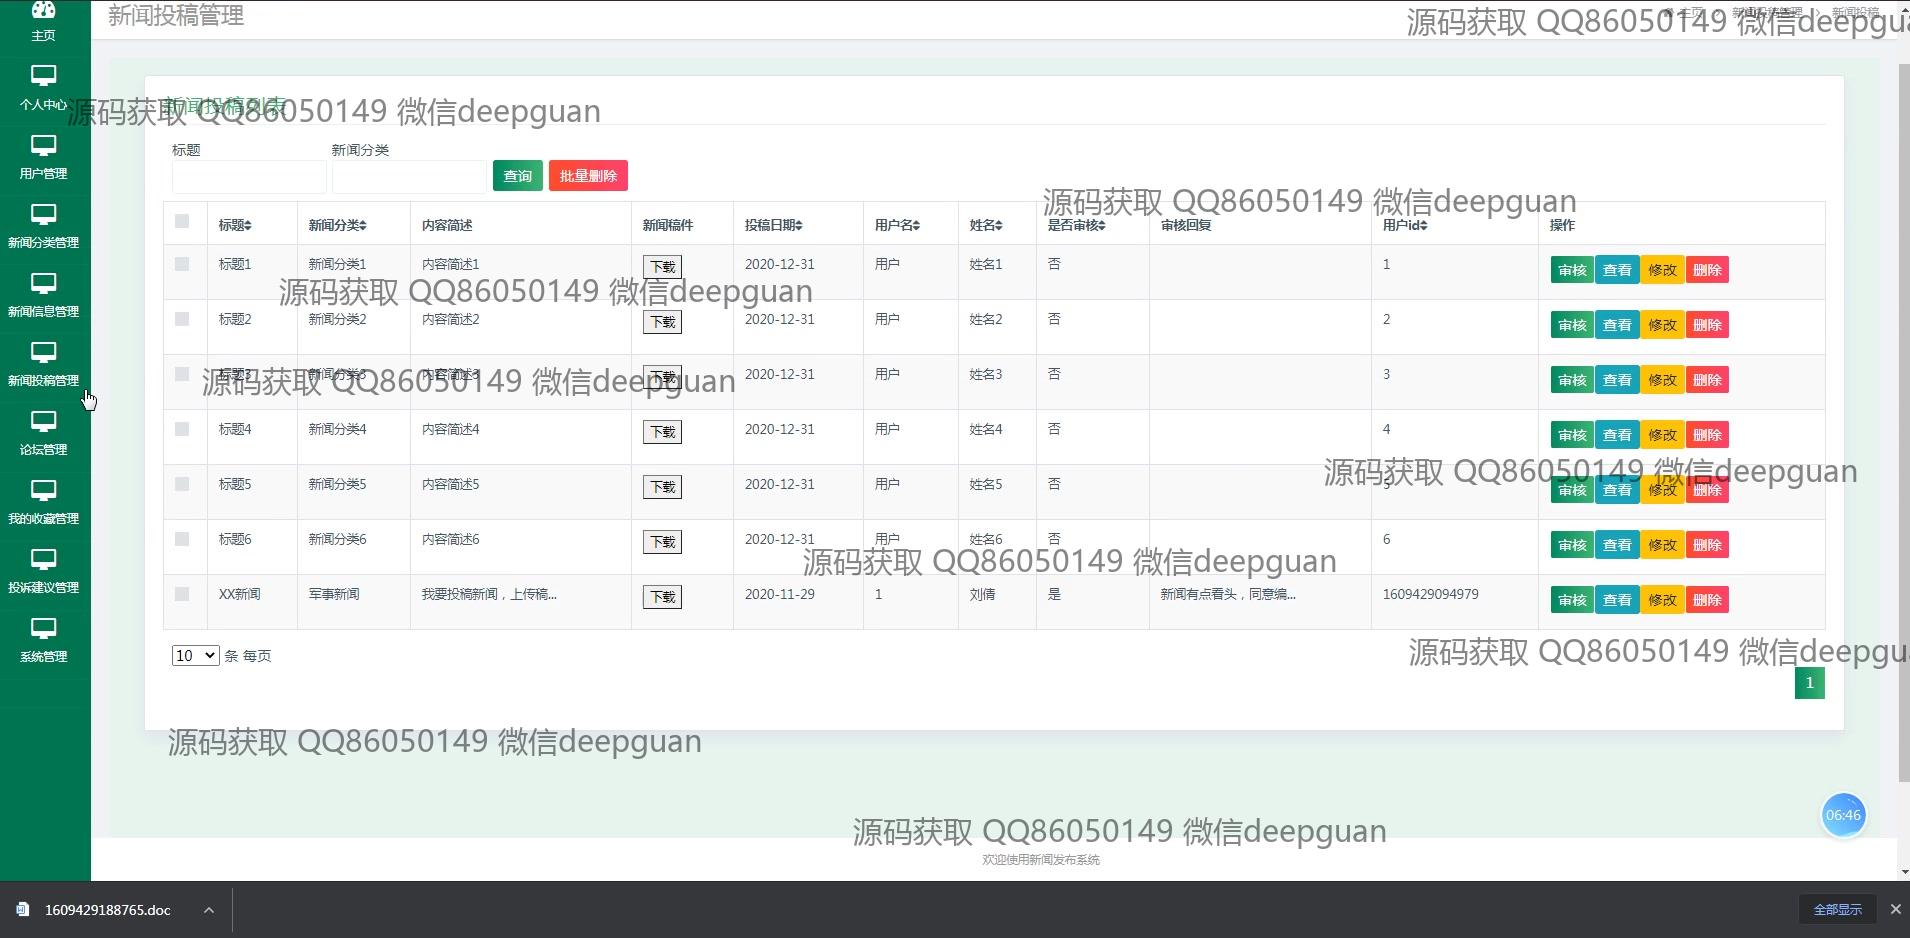 新闻投稿管理
主页
新闻投稿管理
新闻投稿
源码获取 QQ86050149 微信deepgua
主页
个人中心
用户管理
新闻分类管理
新闻信息管理
新闻投稿管理
论坛管理
我的收藏管理
投诉建议管理
系统管理
新闻投稿列表
源码获取 QQ86050149 微信deepguan
标题 新闻分类
查询 批量删除
源码获取 QQ86050149 微信deepguan
标题 新闻分类 内容简述 新闻稿件 投稿日期 用户名 姓名 是否审核 审核回复 用户id 操作
标题1 新闻分类1 内容简述1 下载 2020-12-31 用户 姓名1 否 1 审核 查看 修改 删除
源码获取 QQ86050149 微信deepguan
标题2 新闻分类2 内容简述2 下载 2020-12-31 用户 姓名2 否 2 审核 查看 修改 删除
标题3 新闻分类3 内容简述3 下载 2020-12-31 用户 姓名3 否 3 审核 查看 修改 删除
源码获取 QQ86050149 微信deepguan
标题4 新闻分类4 内容简述4 下载 2020-12-31 用户 姓名4 否 4 审核 查看 修改 删除
源码获取 QQ86050149 微信deepguan
标题5 新闻分类5 内容简述5 下载 2020-12-31 用户 姓名5 否 5 审核 查看 修改 删除
标题6 新闻分类6 内容简述6 下载 2020-12-31 用户 姓名6 否 6 审核 查看 修改 删除
源码获取 QQ86050149 微信deepguan
XX新闻 军事新闻 我要投稿新闻，上传稿... 下载 2020-11-29 1 刘倩 是 新闻有点看头，同意编... 1609429094979 审核 查看 修改 删除
10 条 每页
源码获取 QQ86050149 微信deepgua
1
源码获取 QQ86050149 微信deepguan
06:46
源码获取 QQ86050149 微信deepguan
欢迎使用新闻发布系统
1609429188765.doc
全部显示